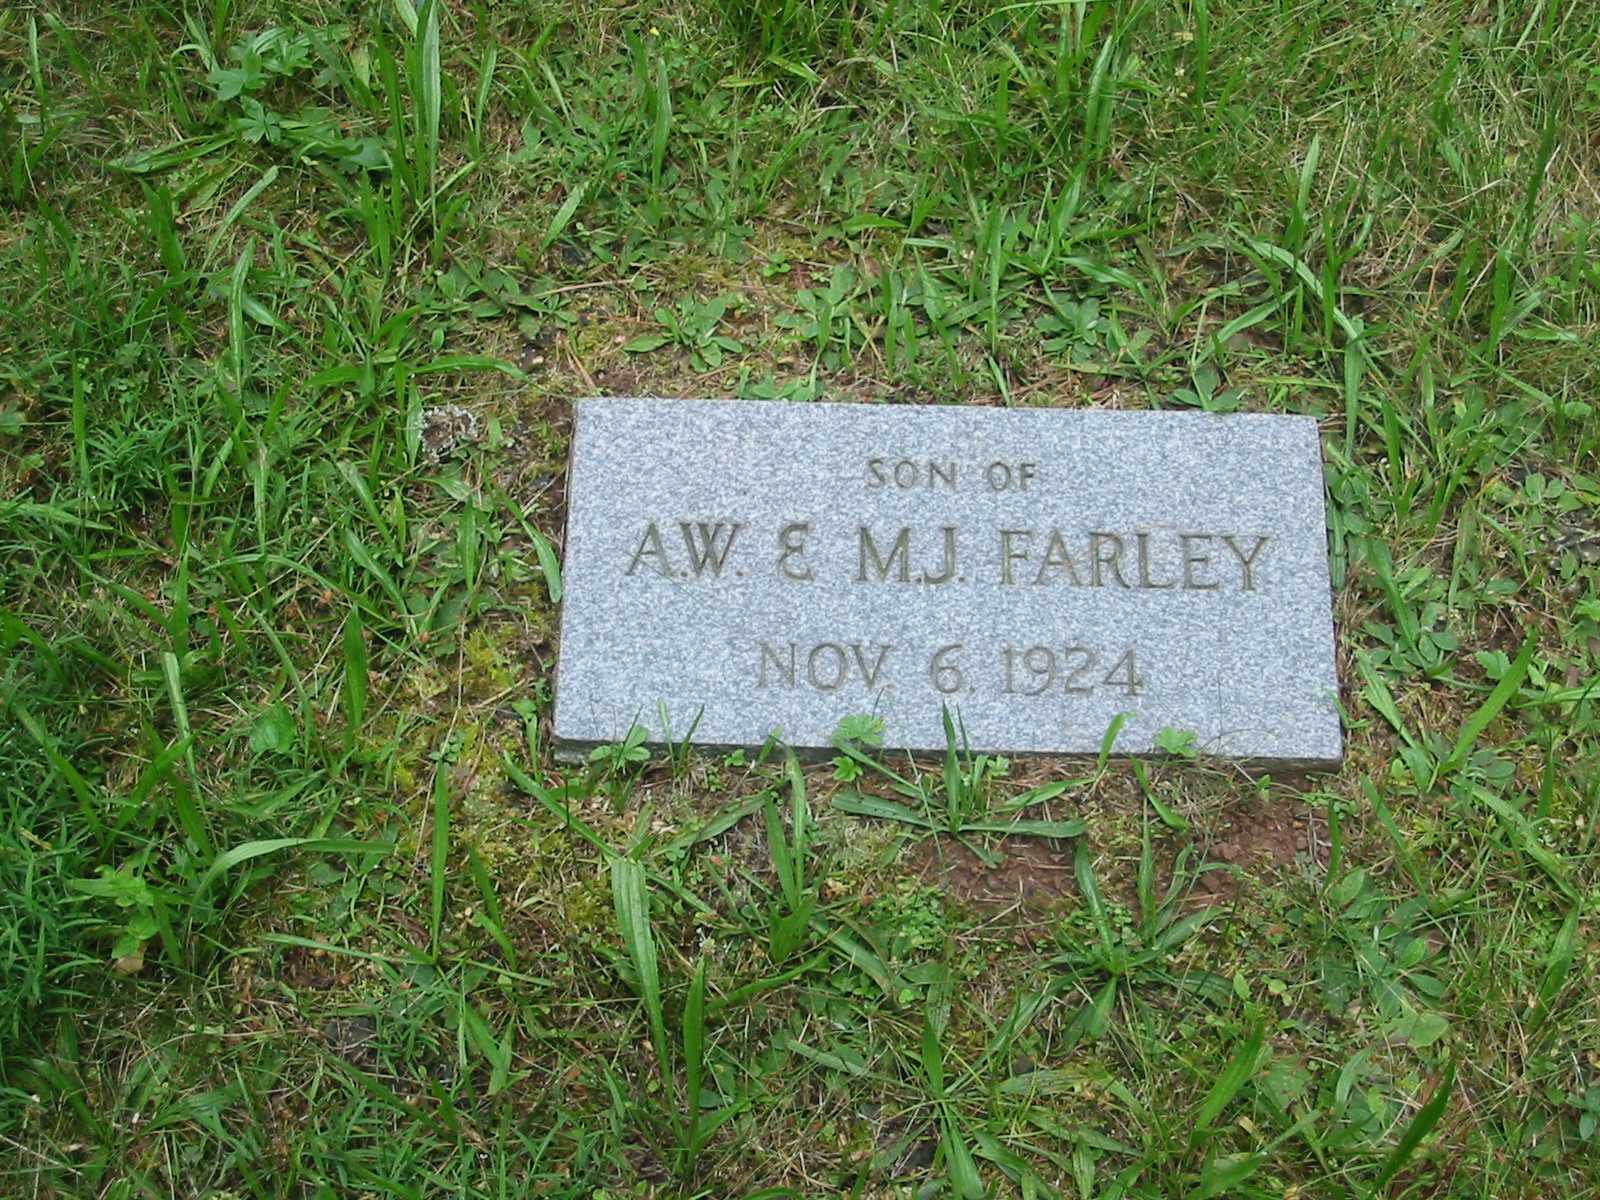 SON OF
A.W. & M.J. FARLEY
NOV. 6, 1924